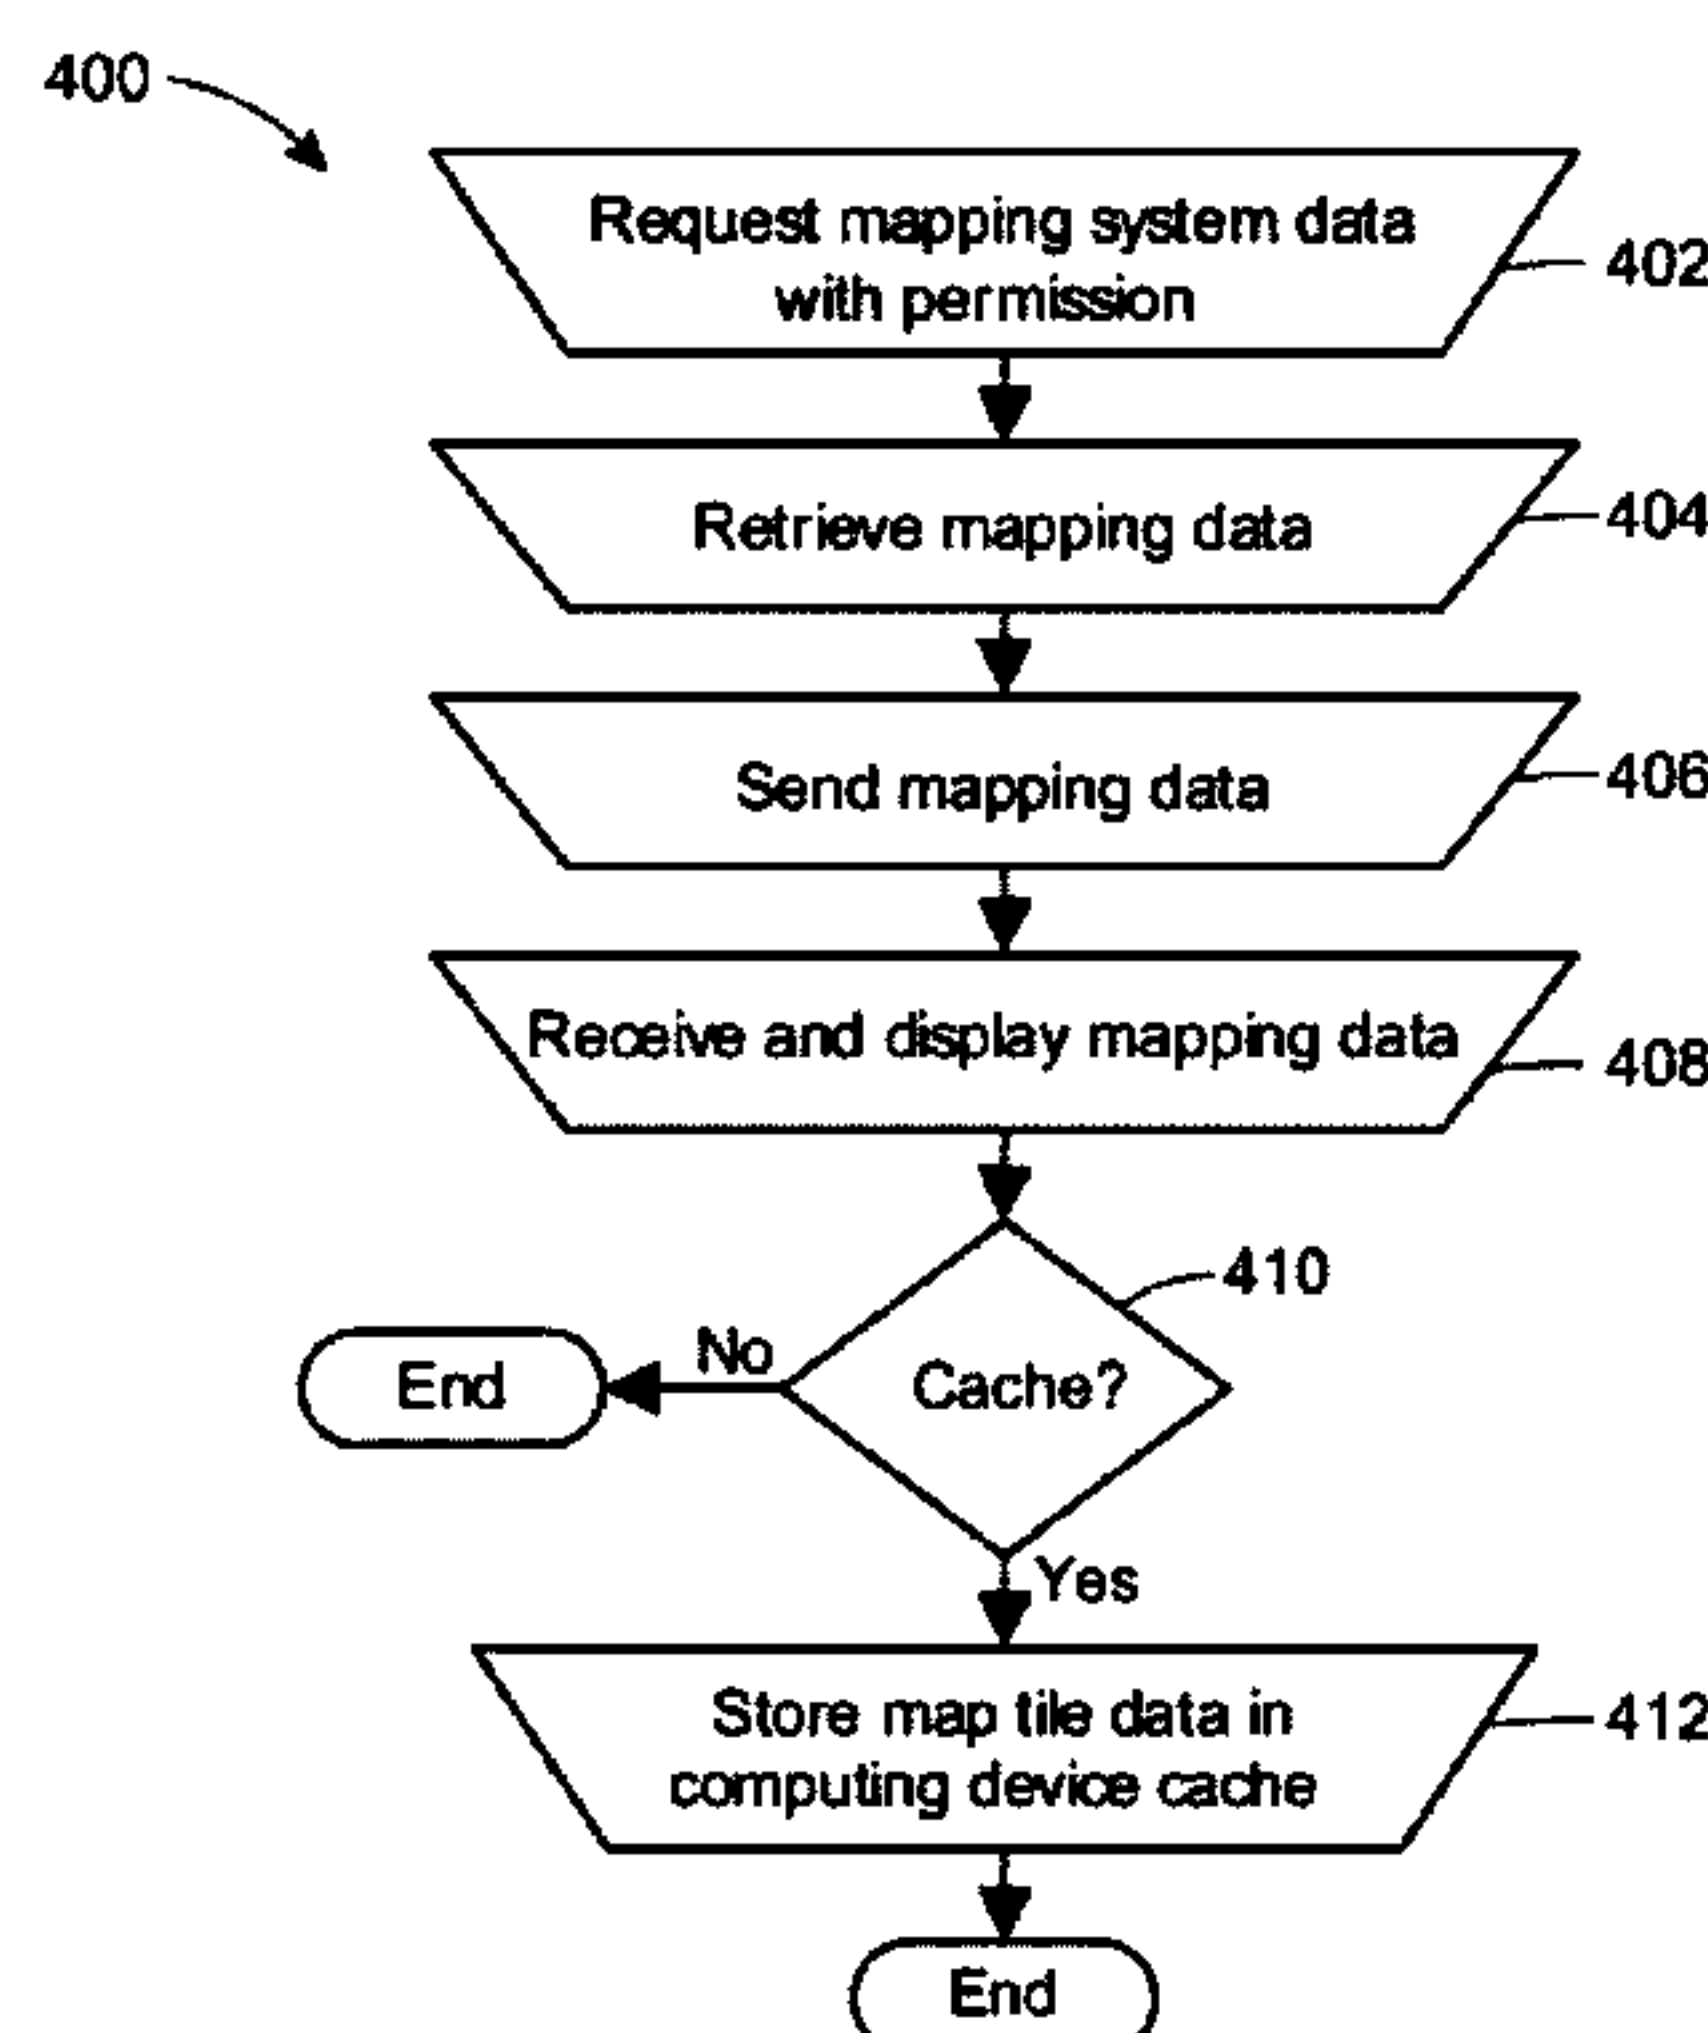 400
Request mapping system data
with permission
402
Retrieve mapping data
404
Send mapping data
406
Receive and display mapping data
408
410
Cache?
No
End
Yes
Store map tile data in
computing device cache
412
End